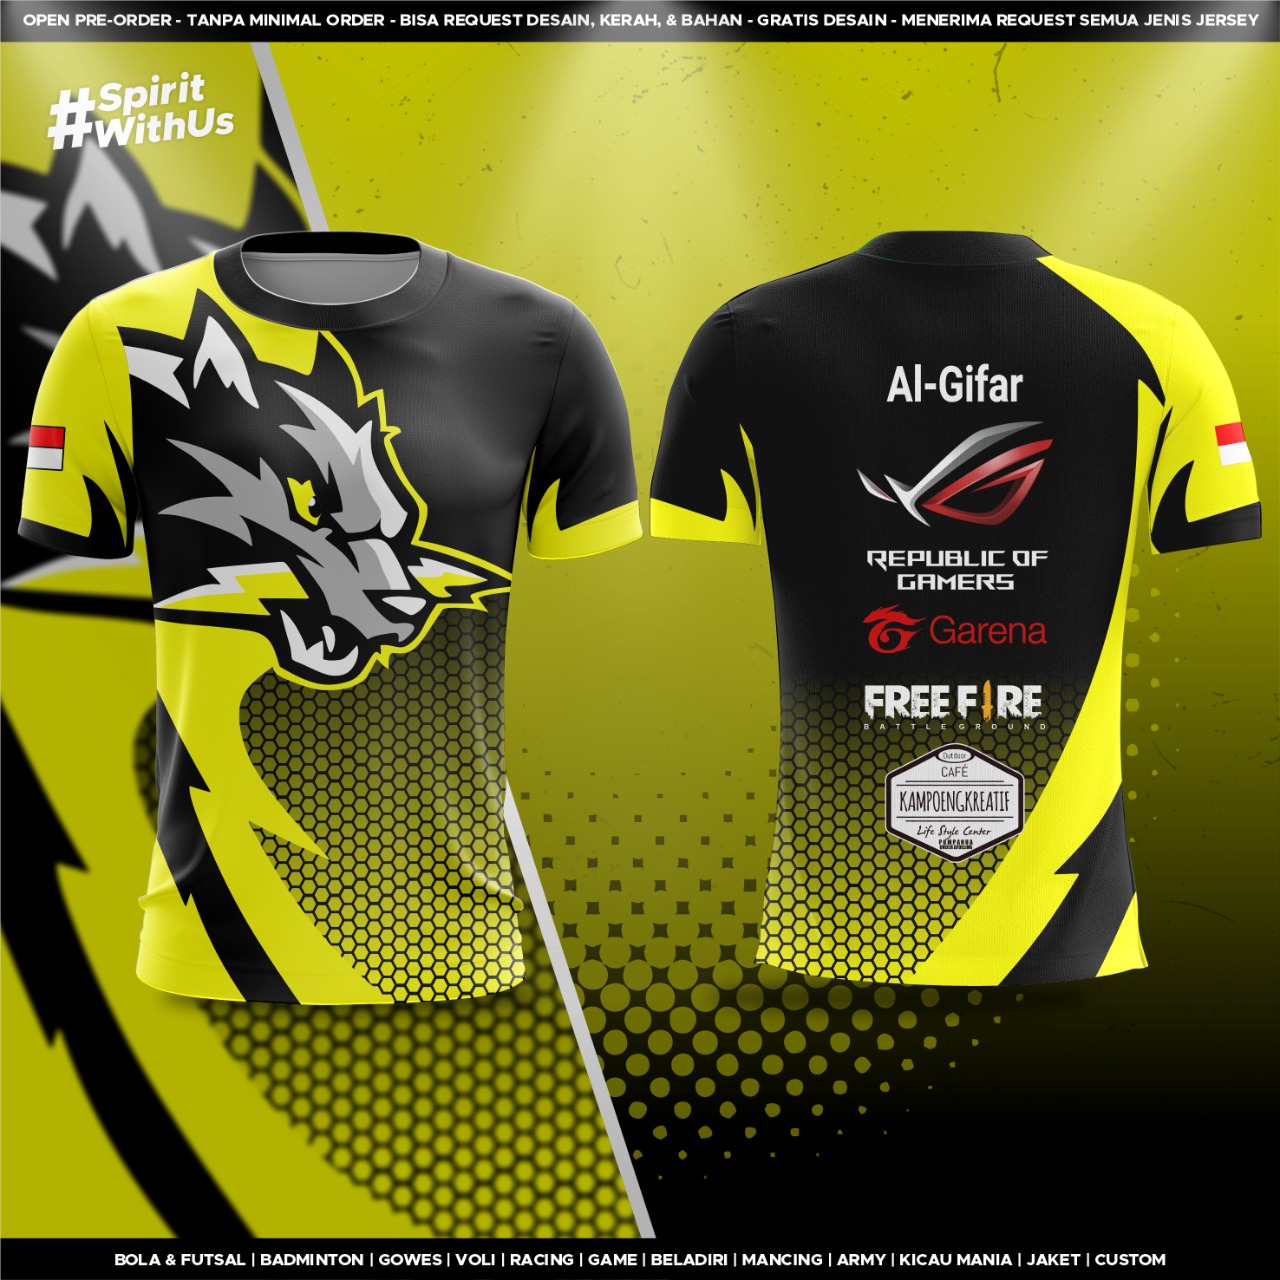 OPEN PRE-ORDER - TANPA MINIMAL ORDER - BISA REQUEST DESAIN, KERAH, & BAHAN - GRATIS DESAIN - MENERIMA REQUEST SEMUA JENIS JERSEY
#Spirit
WithUs
Al-Gifar
REPUBLIC OF
GAMERS
Garena
FREE FIRE
BATTLEGROUND
Outdoor
CAFÉ
KAMPOENGKREATIF
Life Style Center
BOLA & FUTSAL | BADMINTON | GOWES | VOLI | RACING | GAME | BELADIRI | MANCING | ARMY | KICAU MANIA | JAKET | CUSTOM